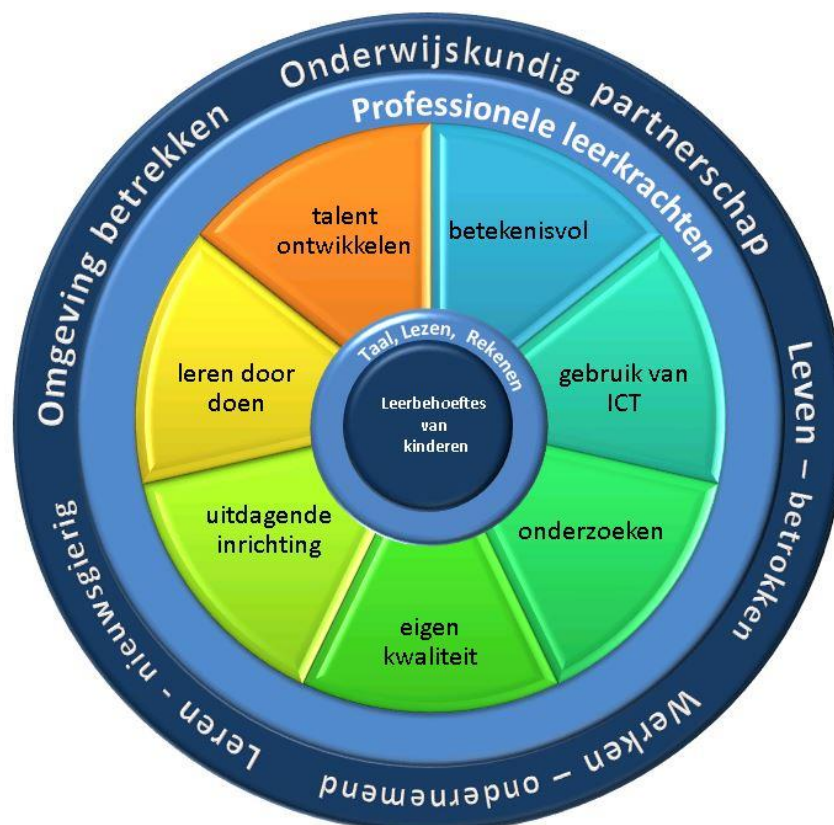 Onderwijskundig partnerschap
Leven – betrokken
Werken – ondernemend
Leren - nieuwsgierig
Omgeving betrekken
Professionele leerkrachten
talent
ontwikkelen
betekenisvol
gebruik van
ICT
onderzoeken
eigen
kwaliteit
uitdagende
inrichting
leren door
doen
Taal, Lezen, Rekenen
Leerbehoeftes
van
kinderen